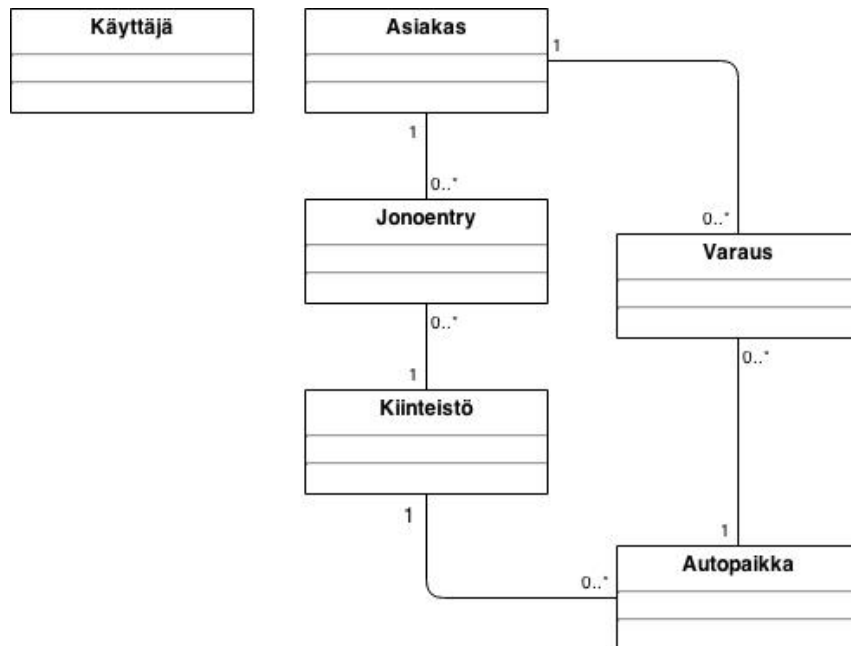 Käyttäjä
Asiakas
1
1
0..*
Jonoentry
0..*
Varaus
0..*
0..*
1
Kiinteistö
1
1
Autopaikka
0..*